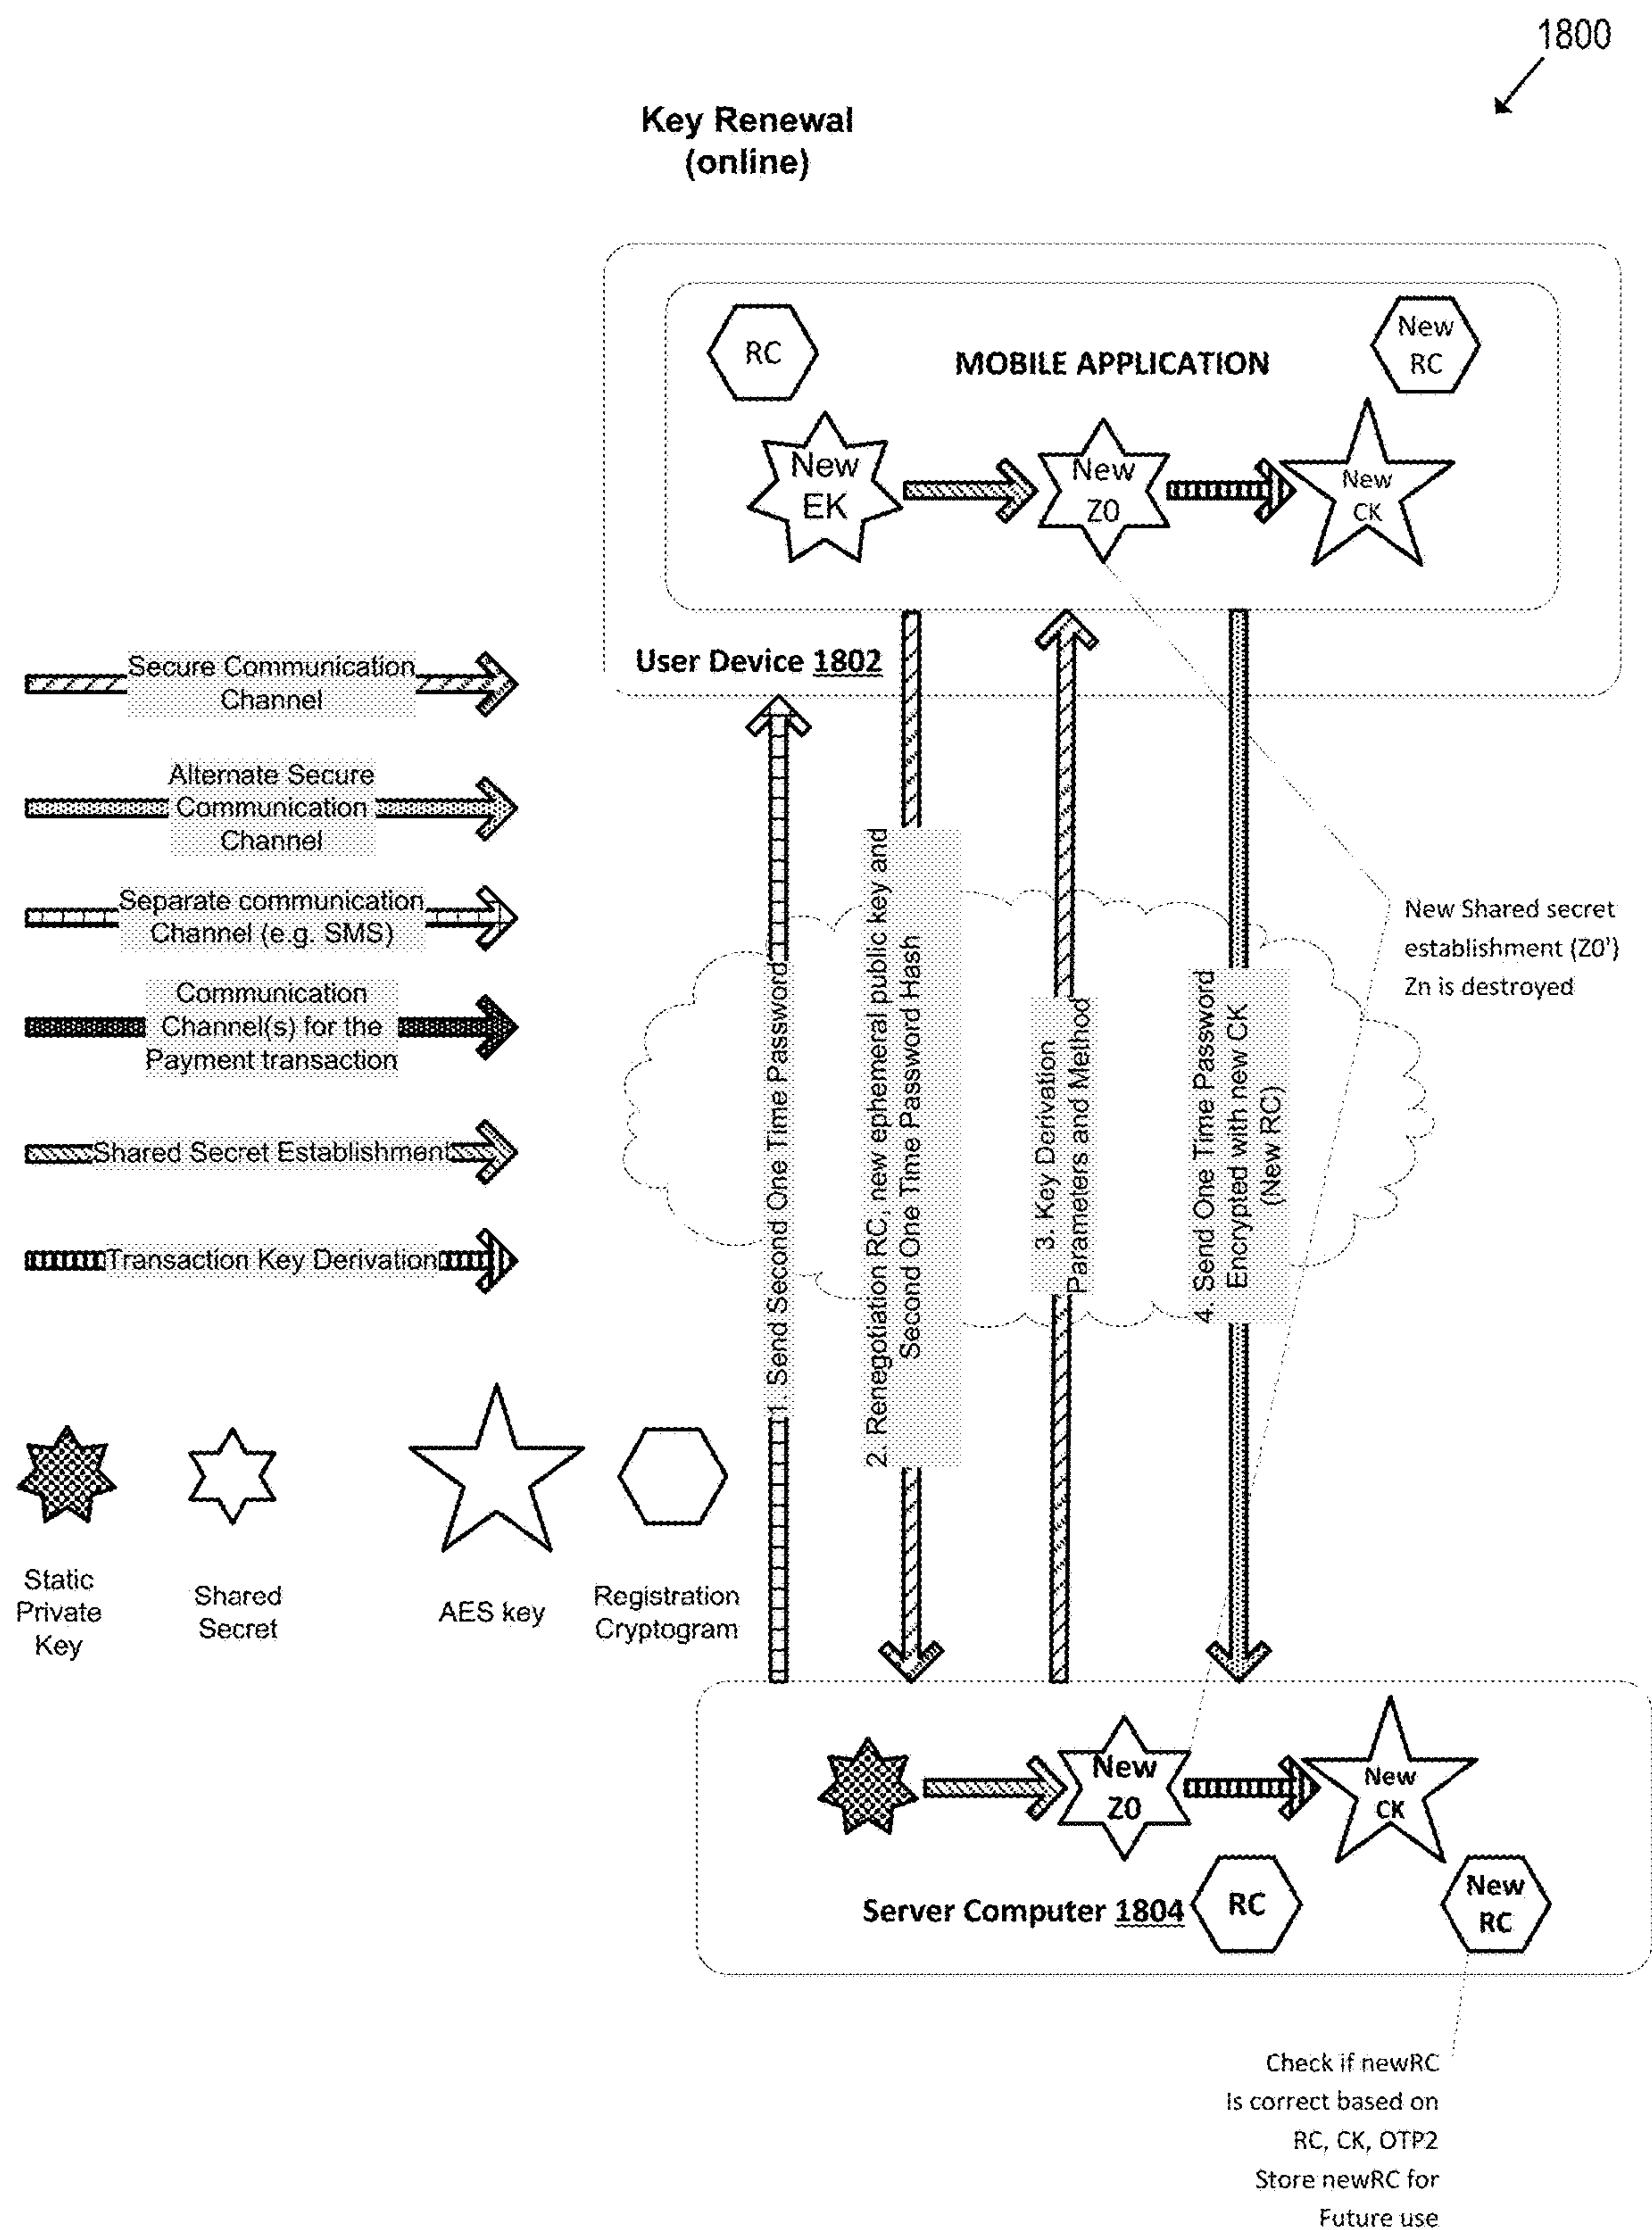 1800
Key Renewal
(online)
RC
MOBILE APPLICATION
New
RC
New
EK
New
Z0
New
CK
User Device 1802
Secure Communication
Channel
Alternate Secure
Communication
Channel
Separate communication
Channel (e.g. SMS)
Communication
Channel(s) for the
Payment transaction
Shared Secret Establishment
Transaction Key Derivation
1. Send Second One Time Password
2. Renegotiation RC, new ephemeral public key and
Second One Time Password Hash
3. Key Derivation
Parameters and Method
4. Send One Time Password
Encrypted with new CK
(New RC)
New Shared secret
establishment (Z0')
Zn is destroyed
Static
Private
Key
Shared
Secret
AES key
Registration
Cryptogram
New
Z0
New
CK
Server Computer 1804
RC
New
RC
Check if newRC
Is correct based on
RC, CK, OTP2
Store newRC for
Future use